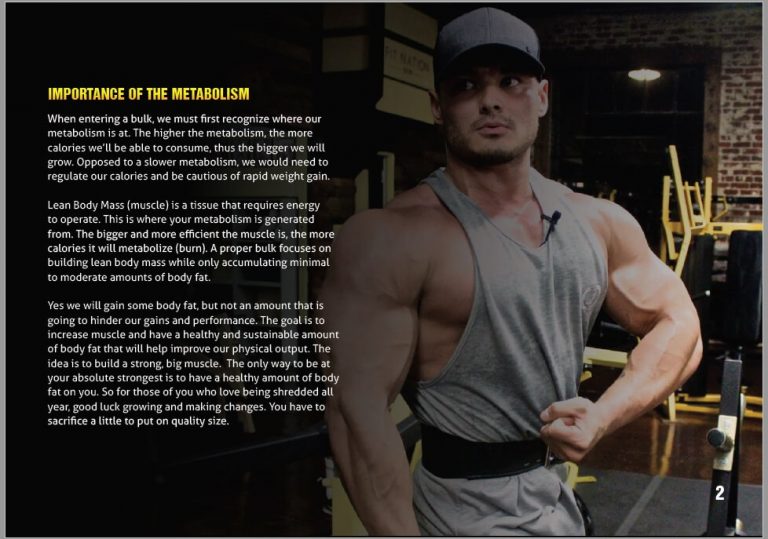 FIT NATION
IMPORTANCE OF THE METABOLISM
When entering a bulk, we must first recognize where our
metabolism is at. The higher the metabolism, the more
calories we'll be able to consume, thus the bigger we will
grow. Opposed to a slower metabolism, we would need to
regulate our calories and be cautious of rapid weight gain.
Lean Body Mass (muscle) is a tissue that requires energy
to operate. This is where your metabolism is generated
from. The bigger and more efficient the muscle is, the more
calories it will metabolize (burn). A proper bulk focuses on
building lean body mass while only accumulating minimal
to moderate amounts of body fat.
Yes we will gain some body fat, but not an amount that is
going to hinder our gains and performance. The goal is to
increase muscle and have a healthy and sustainable amount
of body fat that will help improve our physical output. The
idea is to build a strong, big muscle. The only way to be at
your absolute strongest is to have a healthy amount of body
fat on you. So for those of you who love being shredded all
year, good luck growing and making changes. You have to
sacrifice a little to put on quality size.
2